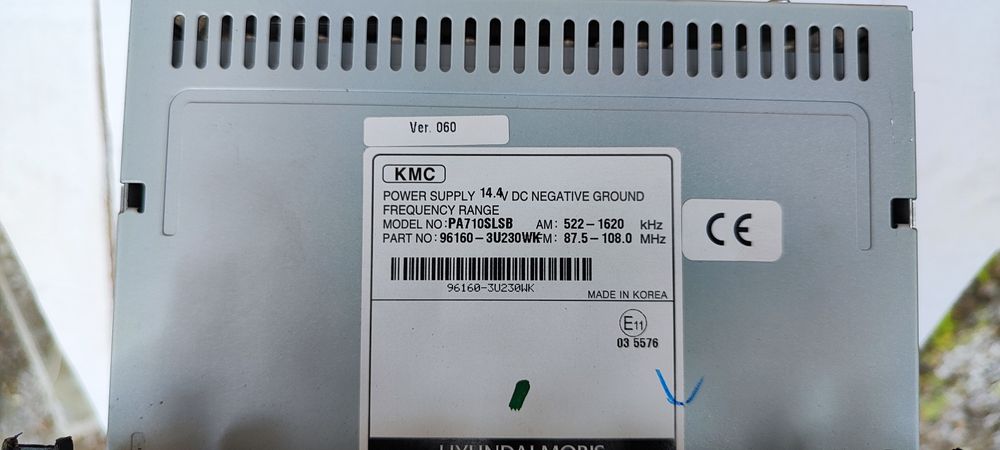 Ver. 060
KMC
POWER SUPPLY 14.4V DC NEGATIVE GROUND
FREQUENCY RANGE
MODEL NO: PA710SLSB AM: 522-1620 kHz
PART NO: 96160-3U230WK FM: 87.5-108.0 MHz
CE
96160-3U230WK
MADE IN KOREA
E11
03 5576
HYUNDAI MOBIS